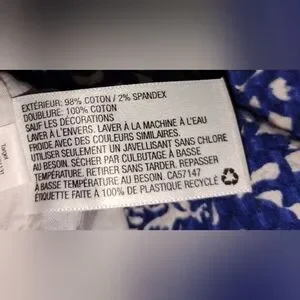 EXTÉRIEUR: 98% COTON / 2% SPANDEX
DOUBLURE: 100% COTON
SAUF LES DÉCORATIONS
LAVER À L'ENVERS. LAVER À LA MACHINE À L'EAU
FROIDE AVEC DES COULEURS SIMILAIRES.
UTILISER SEULEMENT UN JAVELLISANT SANS CHLORE
AU BESOIN. SÉCHER PAR CULBUTAGE À BASSE
TEMPÉRATURE. RETIRER SANS TARDER. REPASSER
À BASSE TEMPÉRATURE AU BESOIN. CA57147
ÉTIQUETTE FAITE À 100% DE PLASTIQUE RECYCLÉ